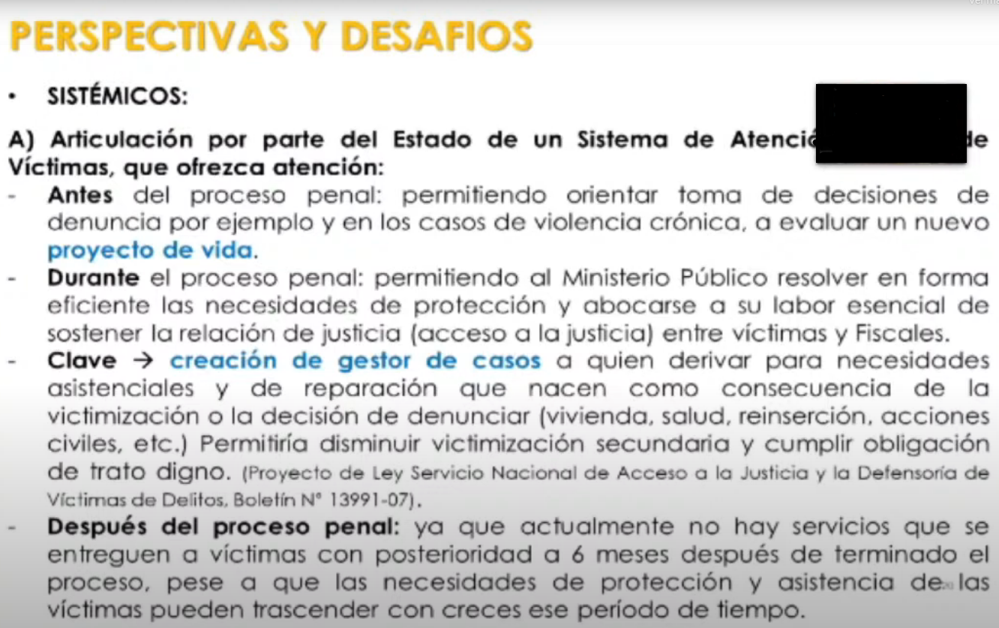 PERSPECTIVAS Y DESAFIOS
• SISTÉMICOS:
A) Articulación por parte del Estado de un Sistema de de
Víctimas, que ofrezca atención:
- Antes del proceso penal: permitiendo orientar toma de decisiones de
denuncia por ejemplo y en los casos de violencia crónica, a evaluar un nuevo
proyecto de vida.
- Durante el proceso penal: permitiendo al Ministerio Público resolver en forma
eficiente las necesidades de protección y abocarse a su labor esencial de
sostener la relación de justicia (acceso a la justicia) entre víctimas y Fiscales.
- Clave → creación de gestor de casos a quien derivar para necesidades
asistenciales y de reparación que nacen como consecuencia de la
victimización o la decisión de denunciar (vivienda, salud, reinserción, acciones
civiles, etc.) Permitiría disminuir victimización secundaria y cumplir obligación
de trato digno. (Proyecto de Ley Servicio Nacional de Acceso a la Justicia y la Defensoría de
Víctimas de Delitos, Boletín N° 13991-07).
- Después del proceso penal: ya que actualmente no hay servicios que se
entreguen a víctimas con posterioridad a 6 meses después de terminado el
proceso, pese a que las necesidades de protección y asistencia de las
víctimas pueden trascender con creces ese período de tiempo.